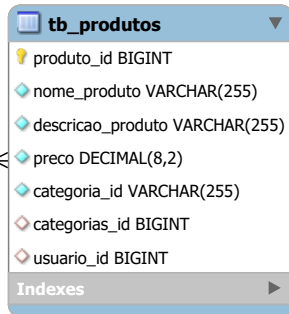 tb_produtos
produto_id BIGINT
nome_produto VARCHAR(255)
descricao_produto VARCHAR(255)
preco DECIMAL(8,2)
categoria_id VARCHAR(255)
categorias_id BIGINT
usuario_id BIGINT
Indexes